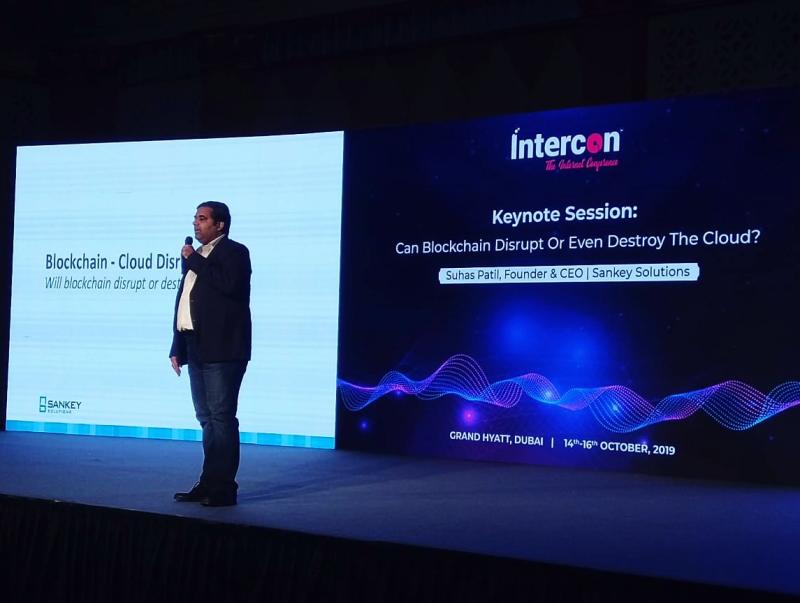 Blockchain - Cloud Disr
Will blockchain disrupt or dest
SANKEY
SOLUTIONS
Intercon
The Internet Conference
Keynote Session:
Can Blockchain Disrupt Or Even Destroy The Cloud?
Suhas Patil, Founder & CEO | Sankey Solutions
GRAND HYATT, DUBAI | 14th-16th OCTOBER, 2019